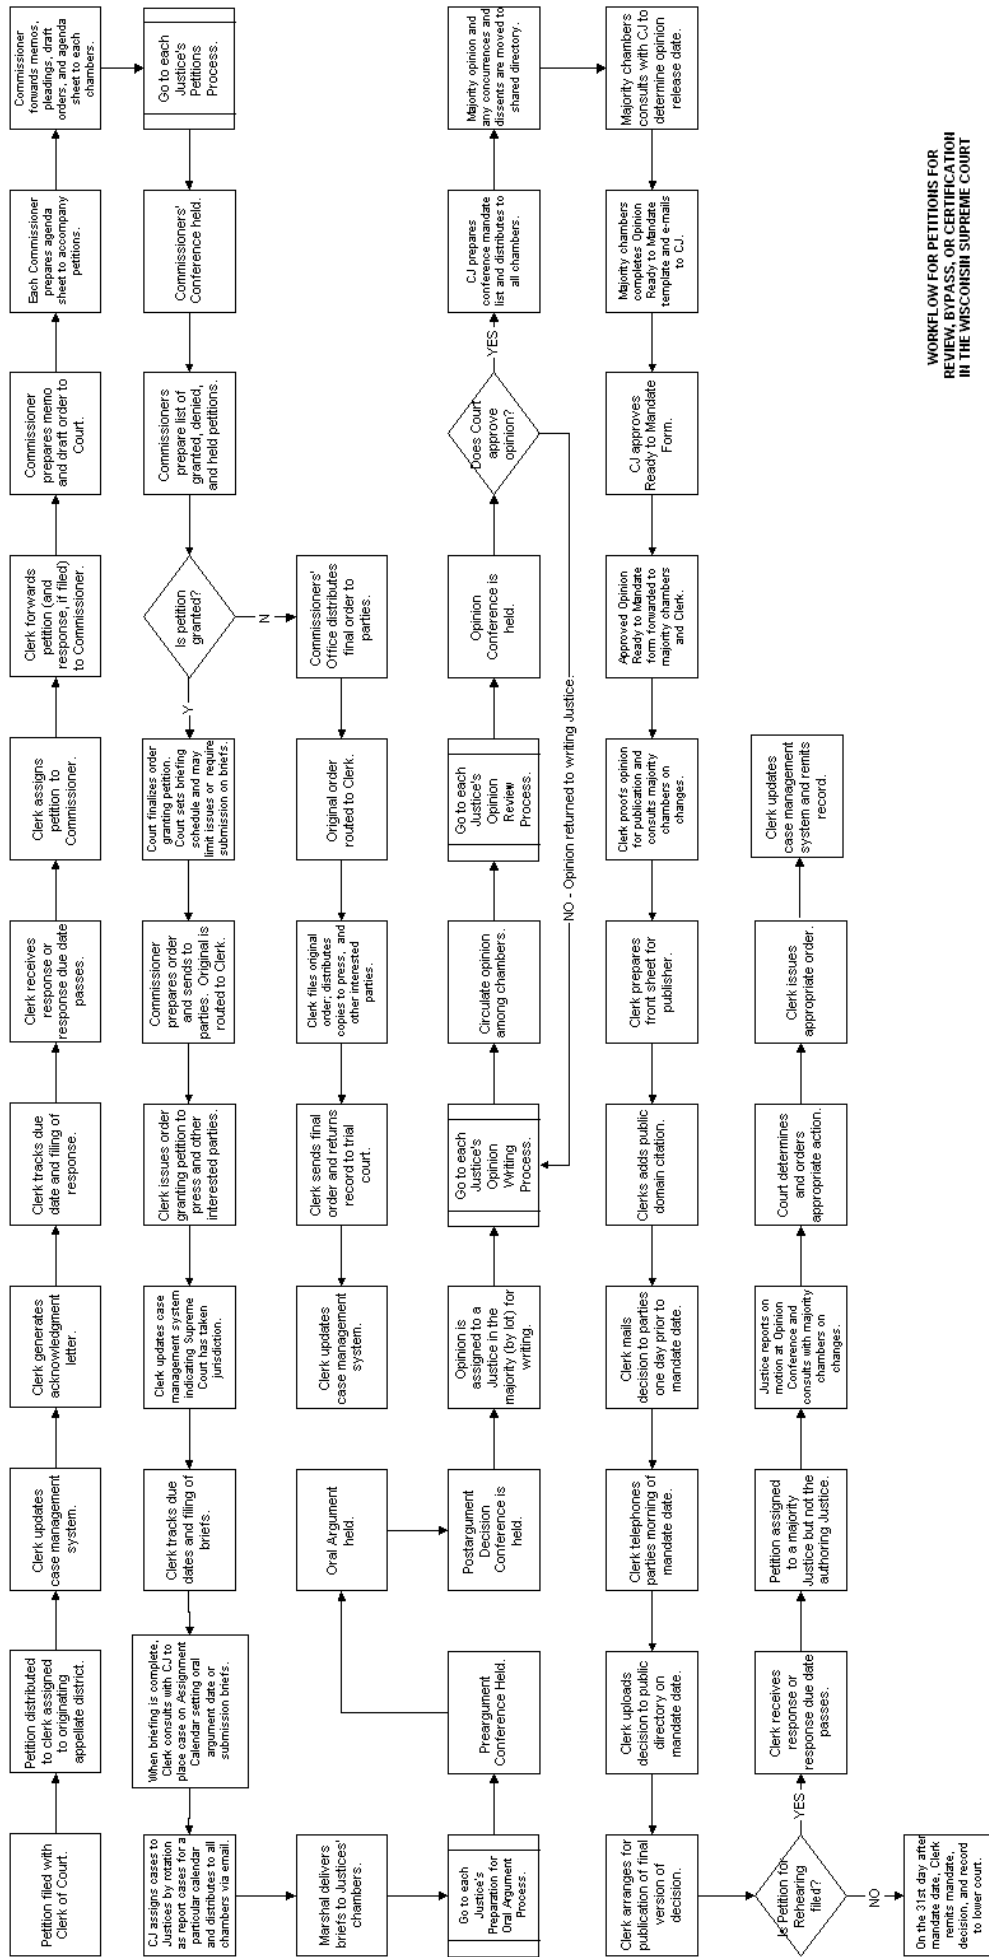 Petition filed with
Clerk of Court.
Petition distributed
to clerk assigned
to originating
appellate district.
Clerk updates
case management
system.
Clerk generates
acknowledgment
letter.
Clerk tracks due
date and filing of
response.
Clerk receives
response or
response due date
passes.
Clerk assigns
petition to
Commissioner.
Clerk forwards
petition (and
response, if filed)
to Commissioner.
Commissioner
prepares memo
and draft order to
Court.
Each Commissioner
prepares agenda
sheet to accompany
petitions.
Commissioner
forwards memos,
pleadings, draft
orders, and agenda
sheet to each
chambers.
Go to each
Justice's
Petitions
Process.
Commissioners'
Conference held.
Commissioners
prepare list of
granted, denied,
and held petitions.
Is petition
granted?
Y
N
Court finalizes order
granting petition.
Court sets briefing
schedule and may
limit issues or require
submission on briefs.
Commissioner
prepares order
and sends to
parties. Original is
routed to Clerk.
Clerk issues order
granting petition to
press and other
interested parties.
Clerk updates case
management system
indicating Supreme
Court has taken
jurisdiction.
Clerk tracks due
dates and filing of
briefs.
When briefing is complete,
Clerk consults with CJ to
place case on Assignment
Calendar setting oral
argument date or
submission briefs.
CJ assigns cases to
Justices by rotation
as report cases for a
particular calendar
and distributes to all
chambers via email.
Commissioners'
Office distributes
final order to
parties.
Original order
routed to Clerk.
Clerk files original
order; distributes
copies to press, and
other interested
parties.
Clerk sends final
order and returns
record to trial
court.
Clerk updates
case management
system.
Marshal delivers
briefs to Justices'
chambers.
Go to each
Justice's
Preparation for
Oral Argument
Process.
Preargument
Conference Held.
Oral Argument
held.
Postargument
Decision
Conference is
held.
Opinion is
assigned to a
Justice in the
majority (by lot) for
writing.
Go to each
Justice's
Opinion
Writing
Process.
Circulate opinion
among chambers.
Go to each
Justice's
Opinion
Review
Process.
Opinion
Conference is
held.
Does Court
approve
opinion?
YES
NO - Opinion returned to writing Justice.
CJ prepares
conference mandate
list and distributes to
all chambers.
Majority opinion and
any concurrences and
dissents are moved to
shared directory.
Majority chambers
consults with CJ to
determine opinion
release date.
Majority chambers
completes Opinion
Ready to Mandate
template and e-mails
to CJ.
CJ approves
Ready to Mandate
Form.
Approved Opinion
Ready to Mandate
form forwarded to
majority chambers
and Clerk.
Clerk proofs opinion
for publication and
consults majority
chambers on
changes.
Clerk prepares
front sheet for
publisher.
Clerks adds public
domain citation.
Clerk mails
decision to parties
one day prior to
mandate date.
Clerk telephones
parties morning of
mandate date.
Clerk uploads
decision to public
directory on
mandate date.
Clerk arranges for
publication of final
version of
decision.
Is Petition for
Rehearing
filed?
YES
NO
Clerk receives
response or
response due date
passes.
Petition assigned
to a majority
Justice but not the
authoring Justice.
Justice reports on
motion at Opinion
Conference and
consults with majority
chambers on
changes.
Court determines
and orders
appropriate action.
Clerk issues
appropriate order.
Clerk updates
case management
system and remits
record.
On the 31st day after
mandate date, Clerk
remits mandate,
decision, and record
to lower court.
WORKFLOW FOR PETITIONS FOR
REVIEW, BYPASS, OR CERTIFICATION
IN THE WISCONSIN SUPREME COURT